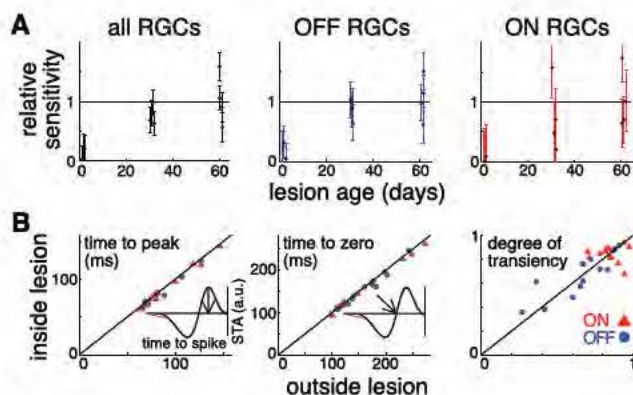 A
all RGCs
OFF RGCs
ON RGCs
relative
sensitivity
1
0
0 20 40 60
1
0
0 20 40 60
1
0
0 20 40 60
lesion age (days)
B
inside lesion
time to peak
(ms)
100
0
0
100
time to spike
time to zero
(ms)
STA (a.u.)
200
100
0
0 100 200
degree of
transiency
1
0
0
1
ON
OFF
outside lesion